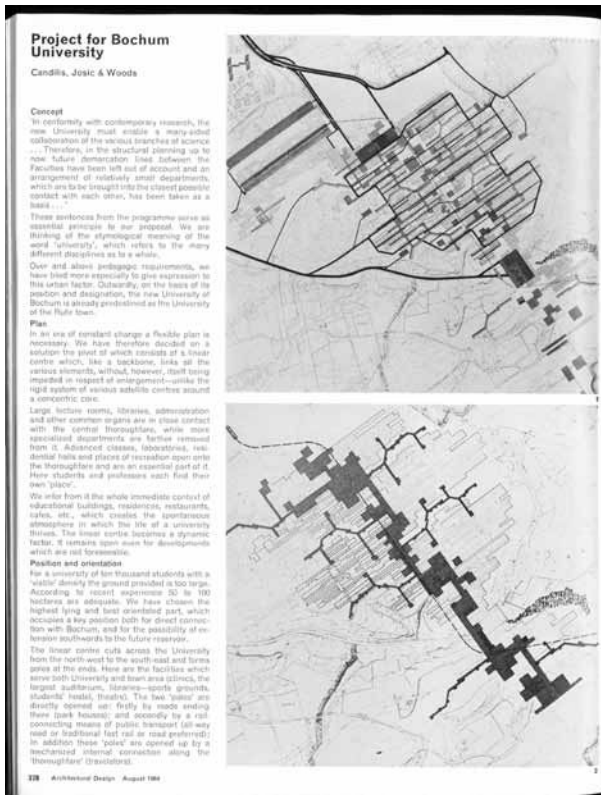 Project for Bochum
University
Candilis, Josic & Woods
Concept
'In conformity with contemporary research, the
new University must enable a many-sided
collaboration of the various branches of science
. . . Therefore, in the structural planning up to
now future demarcation lines between the
Faculties have been left out of account and an
arrangement of relatively small departments,
which are to be brought into the closest possible
contact with each other, has been taken as a
basis . . .'
These sentences from the programme serve as
essential principle to our proposal. We are
thinking of the etymological meaning of the
word 'university', which refers to the many
different disciplines as to a whole.
Over and above pedagogic requirements, we
have tried more especially to give expression to
this urban factor. Outwardly, on the basis of its
position and designation, the new University of
Bochum is already predestined as the University
of the Ruhr town.
Plan
In an era of constant change a flexible plan is
necessary. We have therefore decided on a
solution the pivot of which consists of a linear
centre which, like a backbone, links all the
various elements, without, however, itself being
impeded in respect of enlargement—unlike the
rigid system of various satellite centres around
a concentric core.
Large lecture rooms, libraries, administration
and other common organs are in close contact
with the central thoroughfare, while more
specialized departments are farther removed
from it. Advanced classes, laboratories, resi-
dential halls and places of recreation open onto
the thoroughfare and are an essential part of it.
Here students and professors each find their
own 'place'.
We infer from it the whole immediate context of
educational buildings, residences, restaurants,
cafes, etc., which creates the spontaneous
atmosphere in which the life of a university
thrives. The linear centre becomes a dynamic
factor. It remains open even for developments
which are not foreseeable.
Position and orientation
For a university of ten thousand students with a
'viable' density the ground provided is too large.
According to recent experience 50 to 100
hectares are adequate. We have chosen the
highest lying and best orientated part, which
occupies a key position both for direct connec-
tion with Bochum, and for the possibility of ex-
tension southwards to the future reservoir.
The linear centre cuts across the University
from the north-west to the south-east and forms
poles at the ends. Here are the facilities which
serve both University and town area (clinics, the
largest auditorium, libraries—sports grounds,
students' hostel, theatre). The two 'poles' are
directly opened up: firstly by roads ending
there (park houses); and secondly by a rail-
connecting means of public transport (all-way
road or traditional fast rail or road preferred);
In addition these 'poles' are opened up by a
mechanized internal connection along the
'thoroughfare' (travelators).
328 Architectural Design August 1964